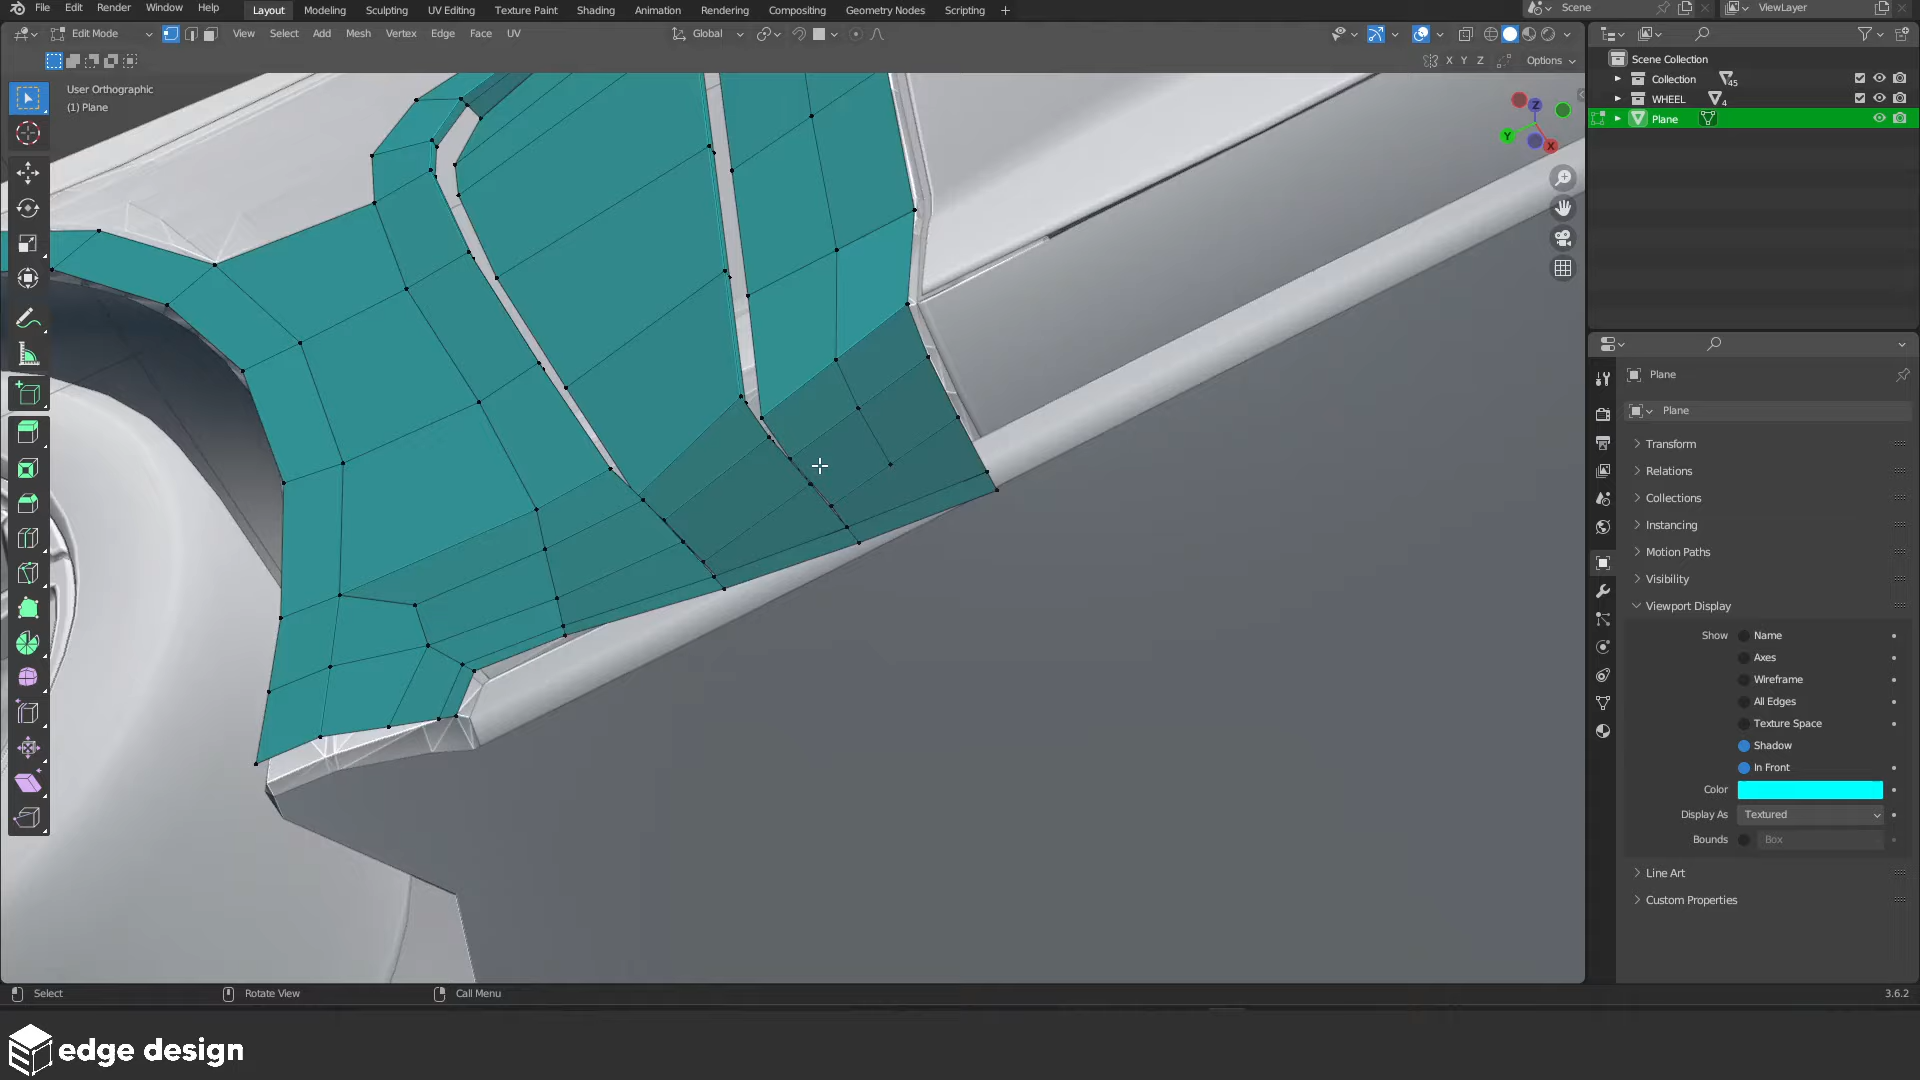 File Edit Render Window Help
Layout Modeling Sculpting UV Editing Texture Paint Shading Animation Rendering Compositing Geometry Nodes Scripting +
Scene
ViewLayer
Edit Mode
View Select Add Mesh Vertex Edge Face UV
Global
X Y Z
Options
User Orthographic
(1) Plane
Z
Y
X
Scene Collection
Collection 45
WHEEL 4
Plane
Plane
Plane
Transform
Relations
Collections
Instancing
Motion Paths
Visibility
Viewport Display
Show Name
Axes
Wireframe
All Edges
Texture Space
Shadow
In Front
Color
Display As Textured
Bounds Box
Line Art
Custom Properties
Select
Rotate View
Call Menu
3.6.2
edge design